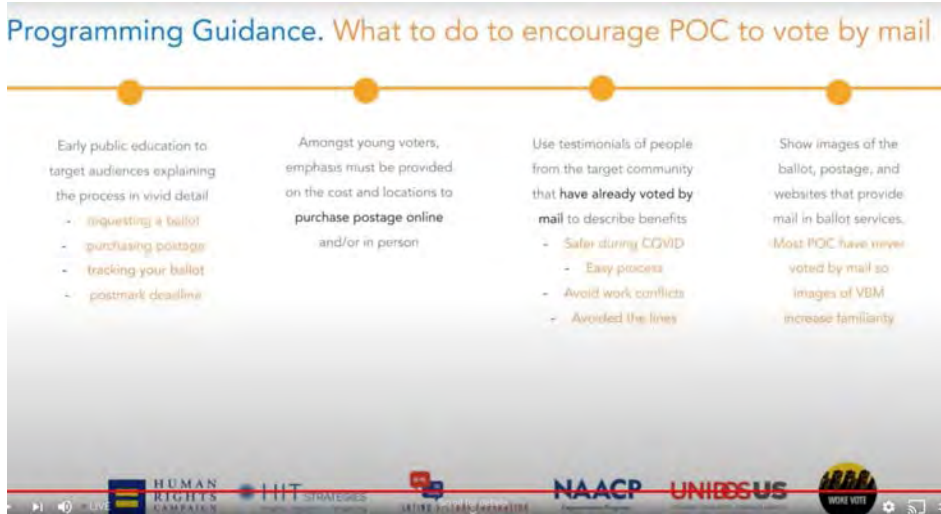 Programming Guidance. What to do to encourage POC to vote by mail
Early public education to
target audiences explaining
the process in vivid detail
- requesting a ballot
- purchasing postage
- tracking your ballot
- postmark deadline
Amongst young voters,
emphasis must be provided
on the cost and locations to
purchase postage online
and/or in person
Use testimonials of people
from the target community
that have already voted by
mail to describe benefits
- Safer during COVID
- Easy process
- Avoid work conflicts
- Avoided the lines
Show images of the
ballot, postage, and
websites that provide
mail in ballot services.
Most POC have never
voted by mail so
images of VBM
increase familiarity
HUMAN
RIGHTS
CAMPAIGN
HIT STRATEGIES
NAACP
UNIDOSUS
WOKE VOTE
LIVE